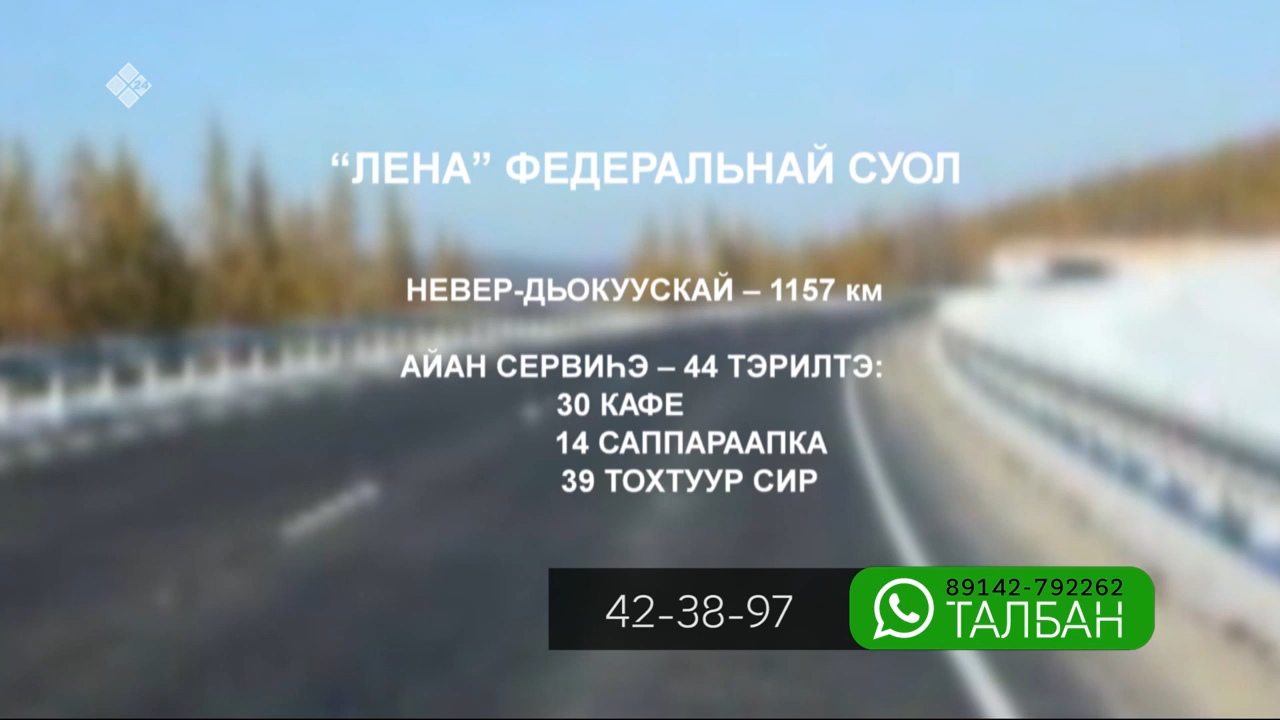 24
“ЛЕНА” ФЕДЕРАЛЬНАЙ СУОЛ
НЕВЕР-ДЬОКУУСКАЙ – 1157 км
АЙАН СЕРВИҺЭ – 44 ТЭРИЛТЭ:
30 КАФЕ
14 САППАРААПКА
39 ТОХТУУР СИР
42-38-97
89142-792262
ТАЛБАН